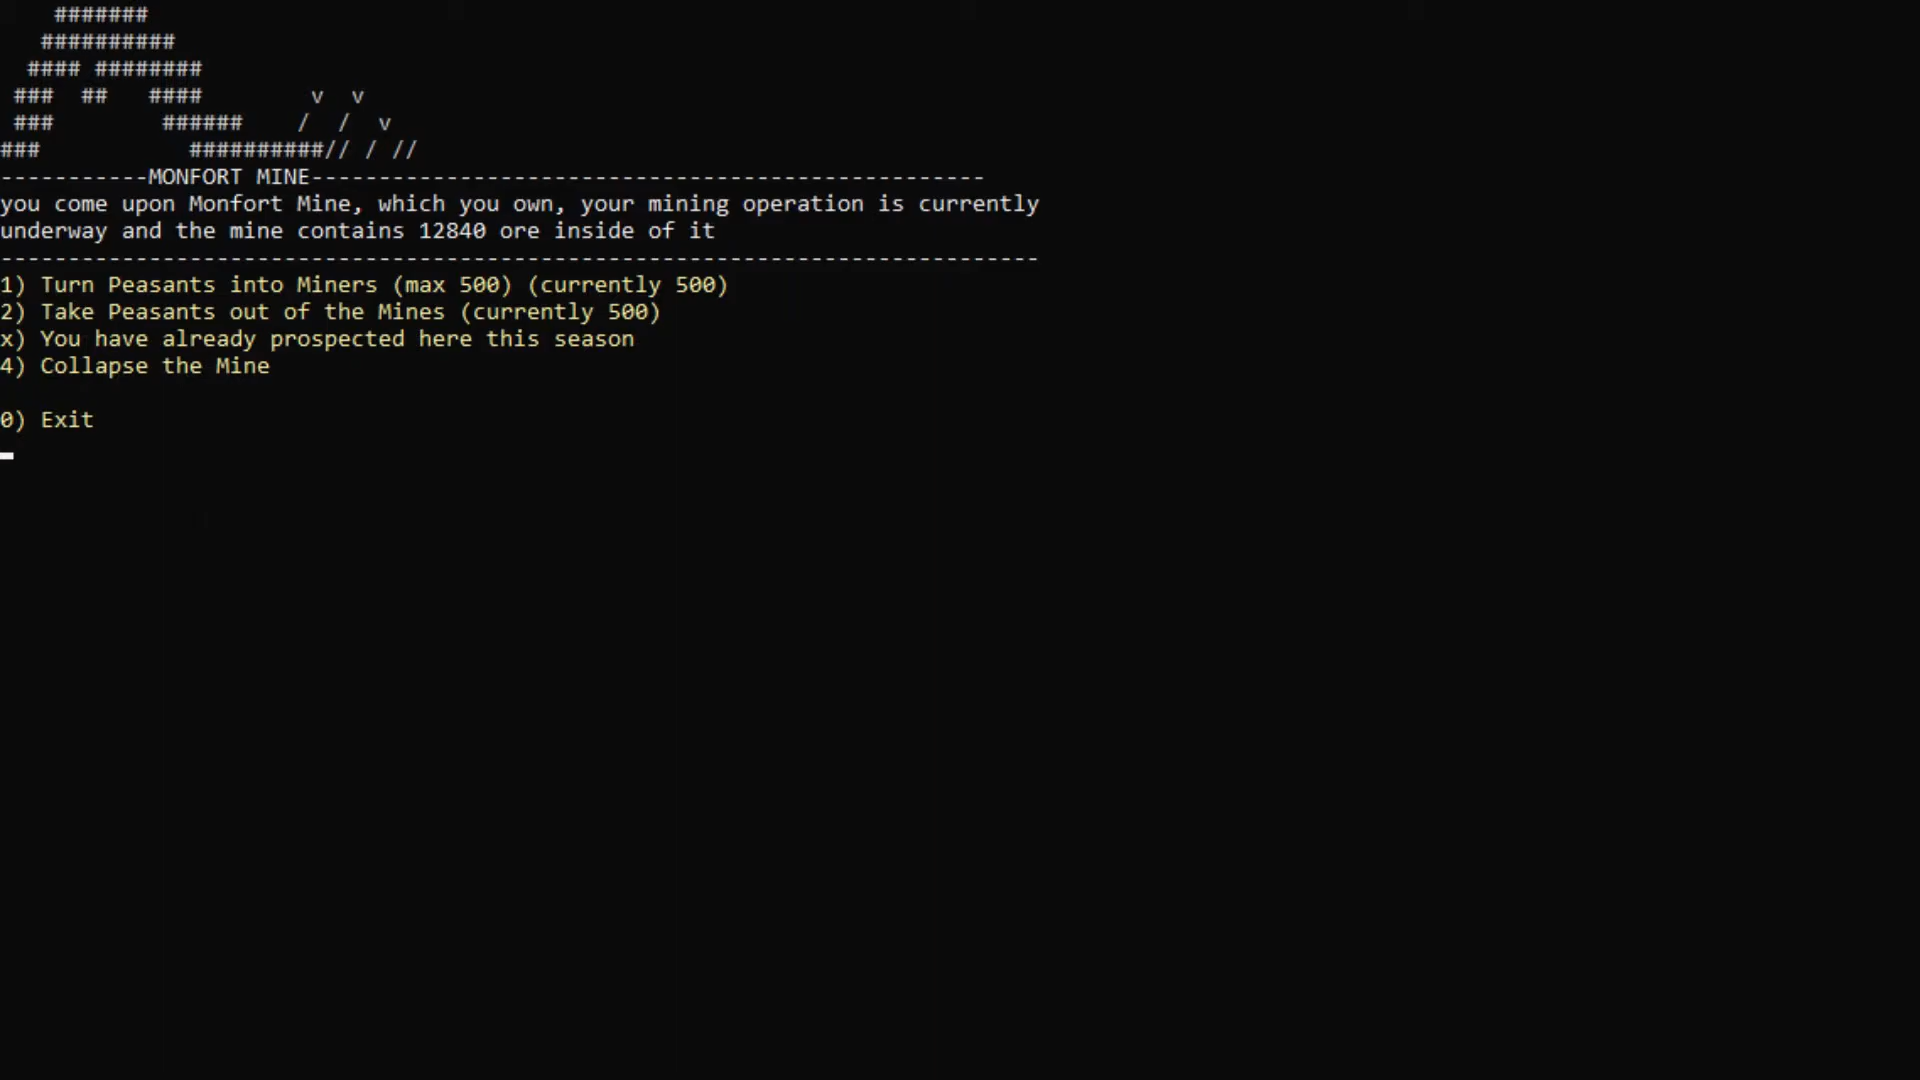 #######
   ##########
  #### ########
 ###  ##   ####        v  v
 ###        ######    /  /  v
###           ##########// / //
-----------MONFORT MINE--------------------------------------------------
you come upon Monfort Mine, which you own, your mining operation is currently
underway and the mine contains 12840 ore inside of it
-----------------------------------------------------------------------------
1) Turn Peasants into Miners (max 500) (currently 500)
2) Take Peasants out of the Mines (currently 500)
x) You have already prospected here this season
4) Collapse the Mine
0) Exit